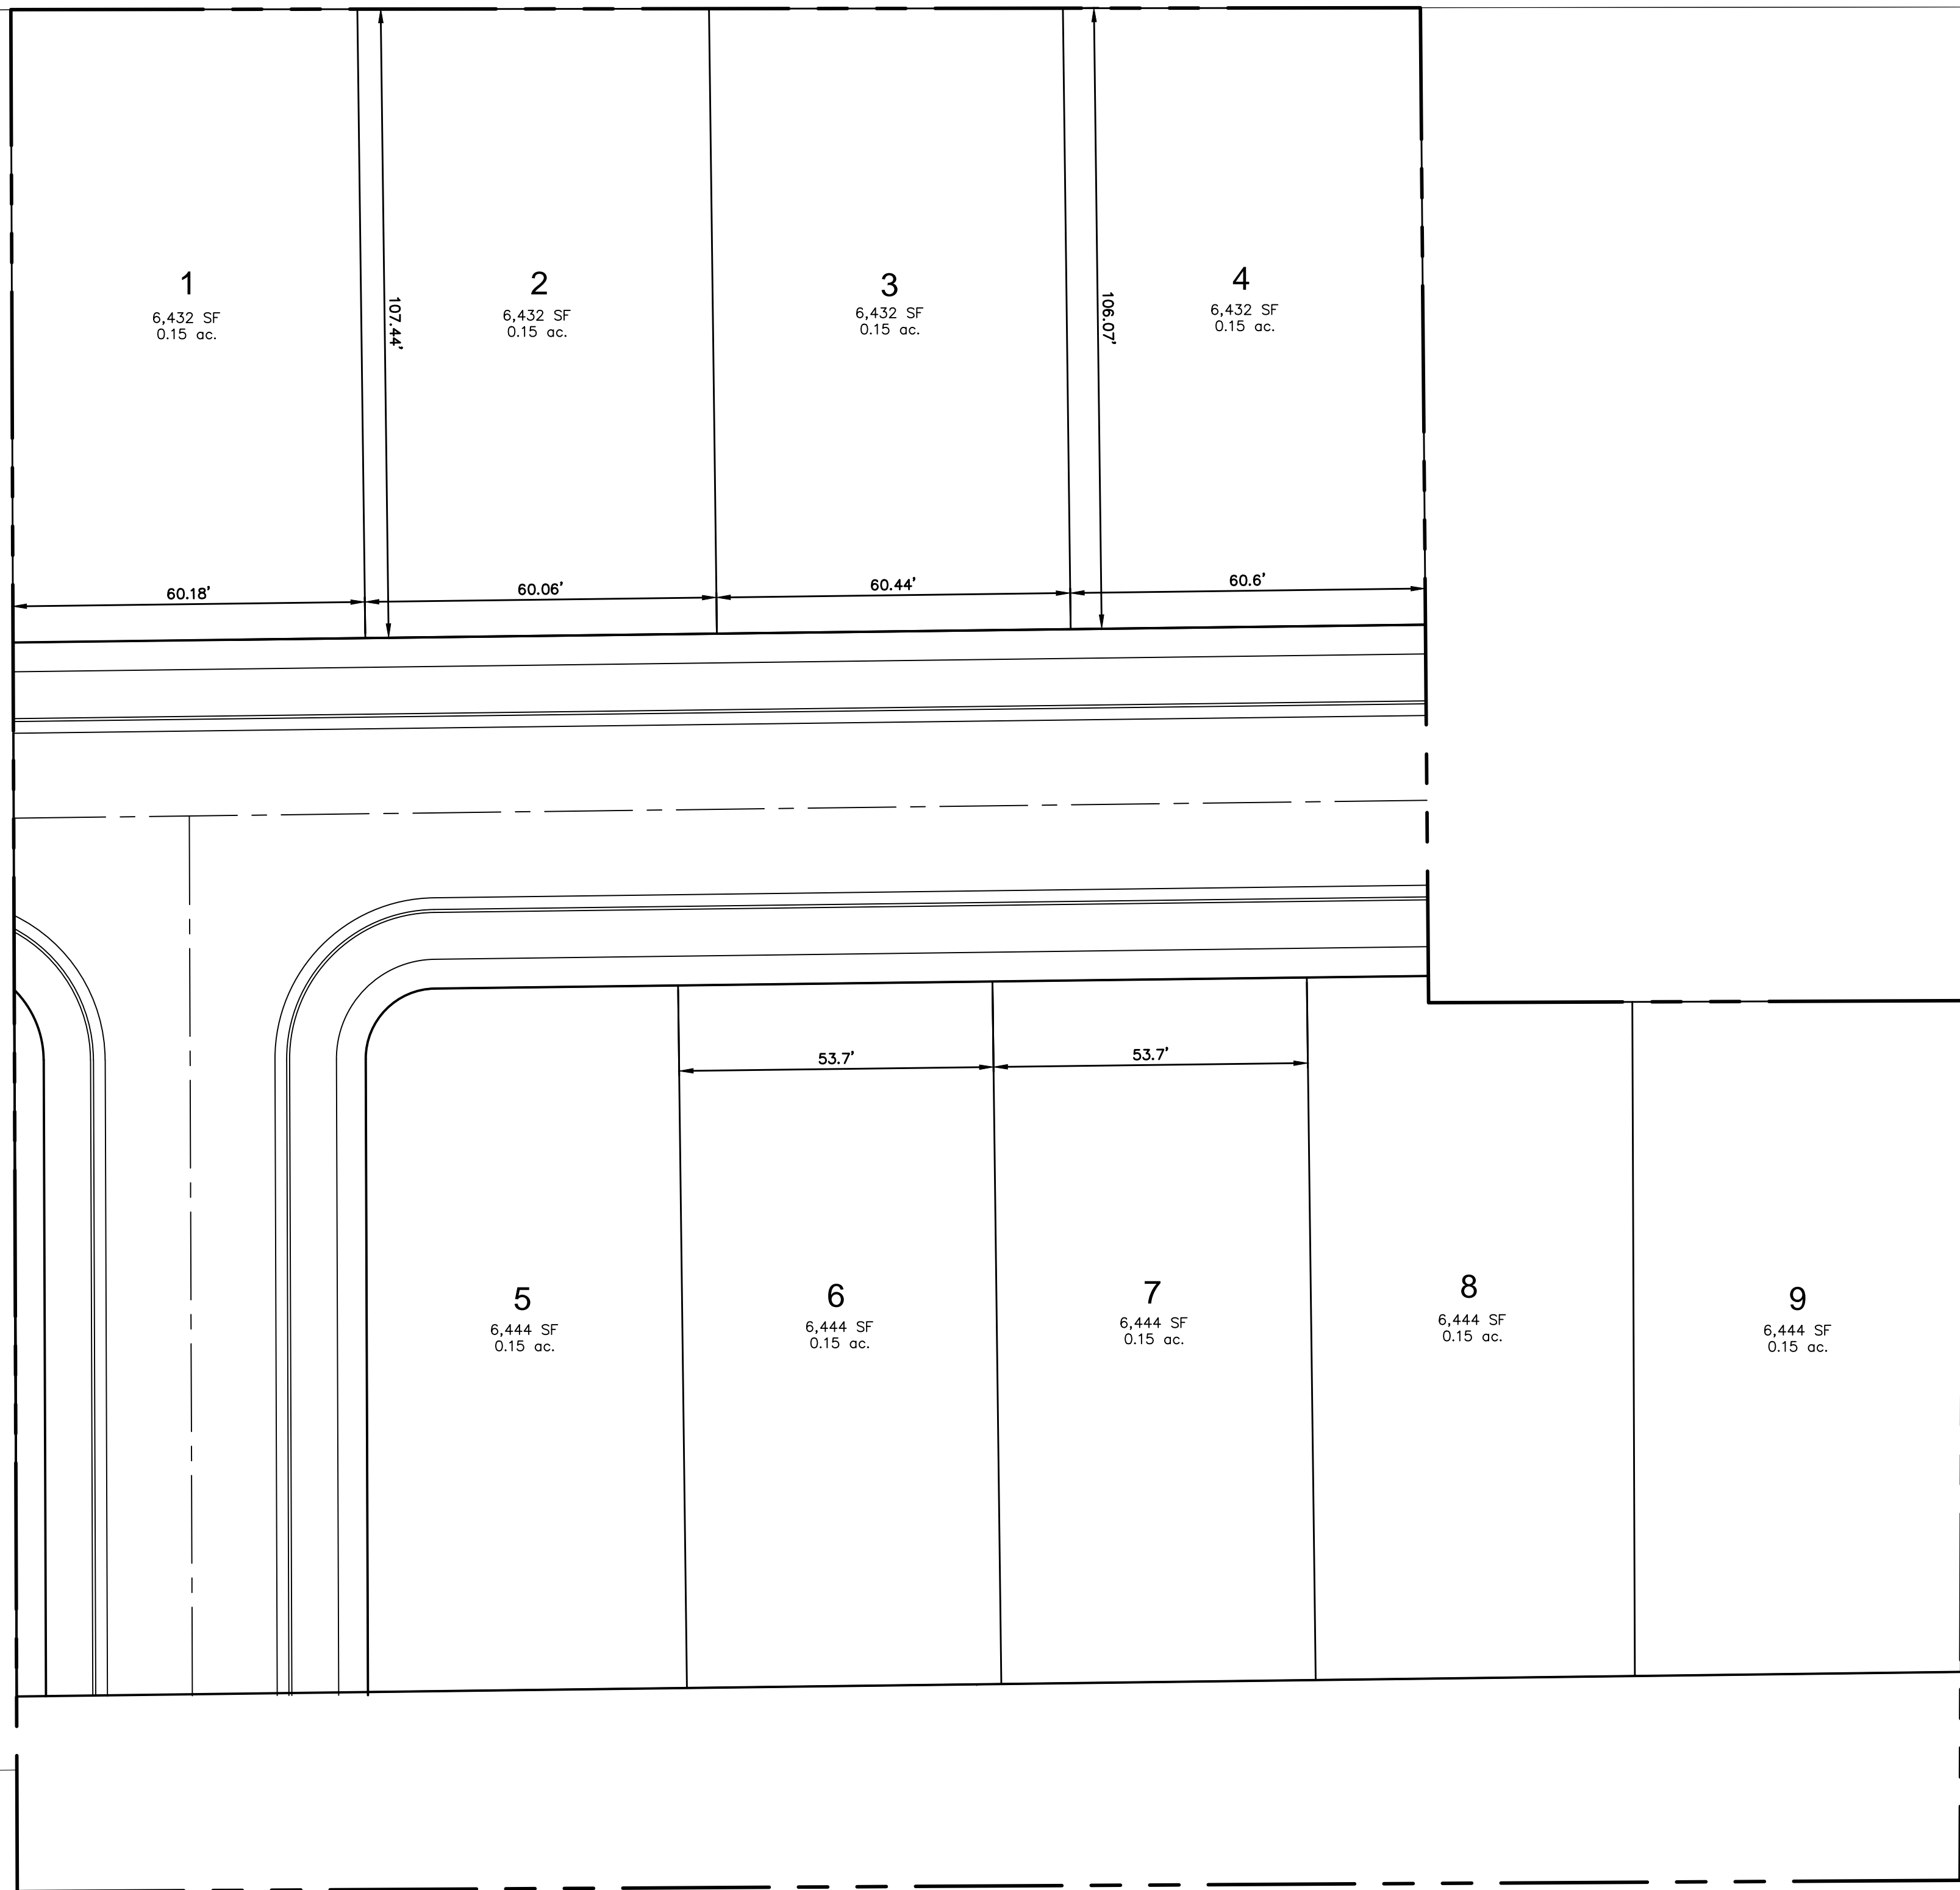 1
6,432 SF
0.15 ac.
107.44'
2
6,432 SF
0.15 ac.
3
6,432 SF
0.15 ac.
106.07'
4
6,432 SF
0.15 ac.
60.18'
60.06'
60.44'
60.6'
53.7'
53.7'
5
6,444 SF
0.15 ac.
6
6,444 SF
0.15 ac.
7
6,444 SF
0.15 ac.
8
6,444 SF
0.15 ac.
9
6,444 SF
0.15 ac.